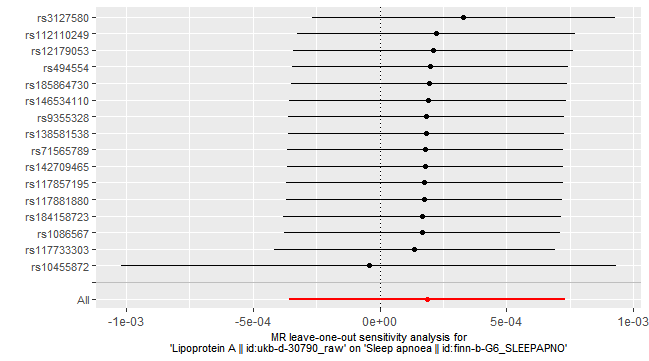 rs3127580
rs112110249
rs12179053
rs494554
rs185864730
rs146534110
rs9355328
rs138581538
rs71565789
rs142709465
rs117857195
rs117881880
rs184158723
rs1086567
rs117733303
rs10455872
All
-1e-03 -5e-04 0e+00 5e-04 1e-03
MR leave-one-out sensitivity analysis for
'Lipoprotein A || id:ukb-d-30790_raw' on 'Sleep apnoea || id:finn-b-G6_SLEEPAPNO'